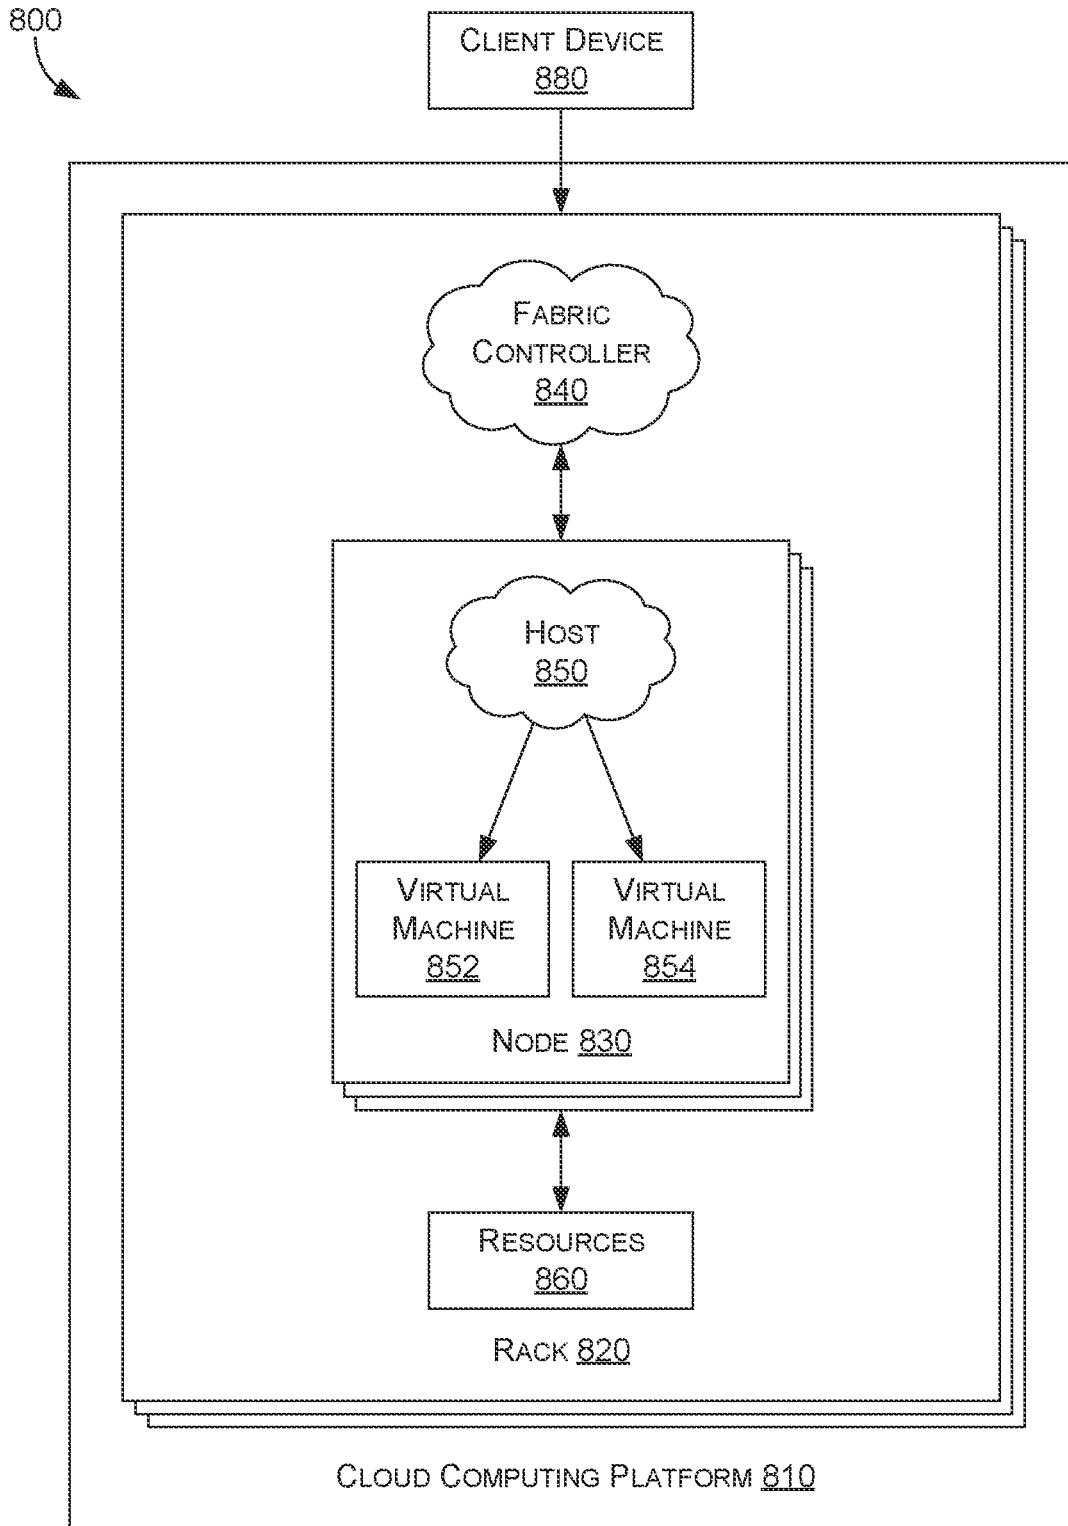 800
CLIENT DEVICE
880
FABRIC
CONTROLLER
840
HOST
850
VIRTUAL
MACHINE
852
VIRTUAL
MACHINE
854
NODE 830
RESOURCES
860
RACK 820
CLOUD COMPUTING PLATFORM 810